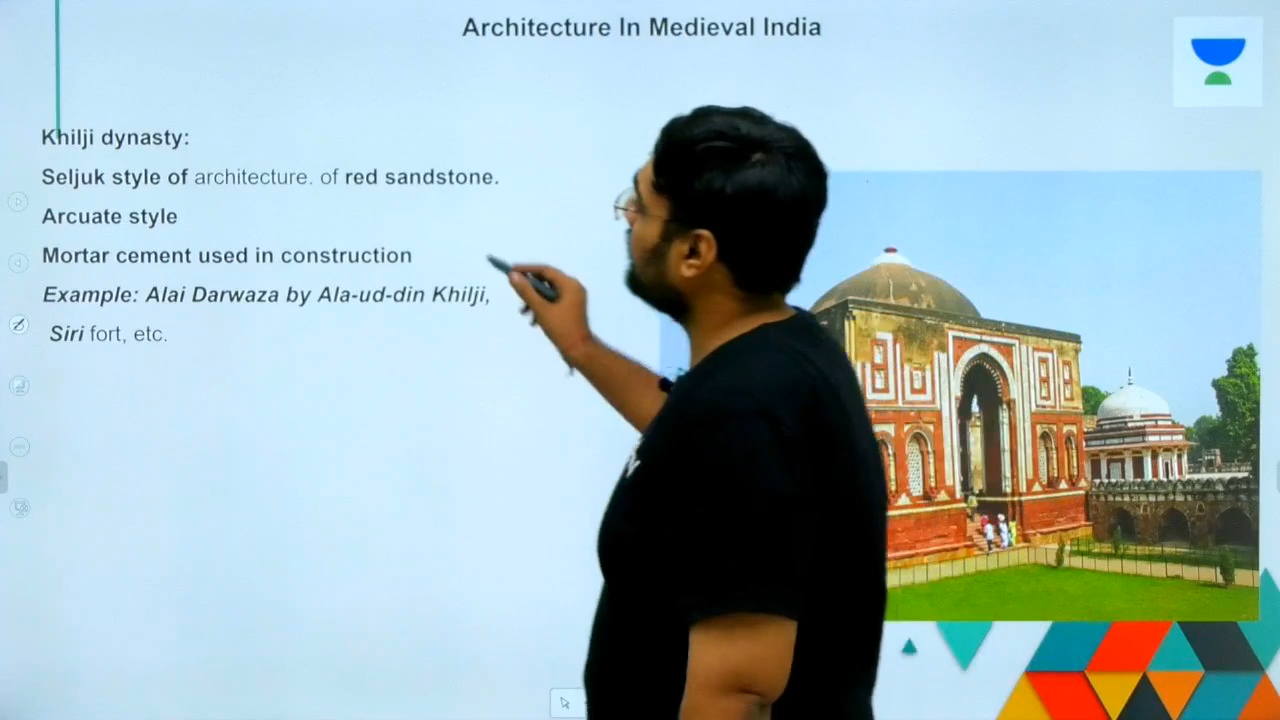 Architecture In Medieval India
Khilji dynasty:
Seljuk style of architecture. of red sandstone.
Arcuate style
Mortar cement used in construction
Example: Alai Darwaza by Ala-ud-din Khilji,
Siri fort, etc.